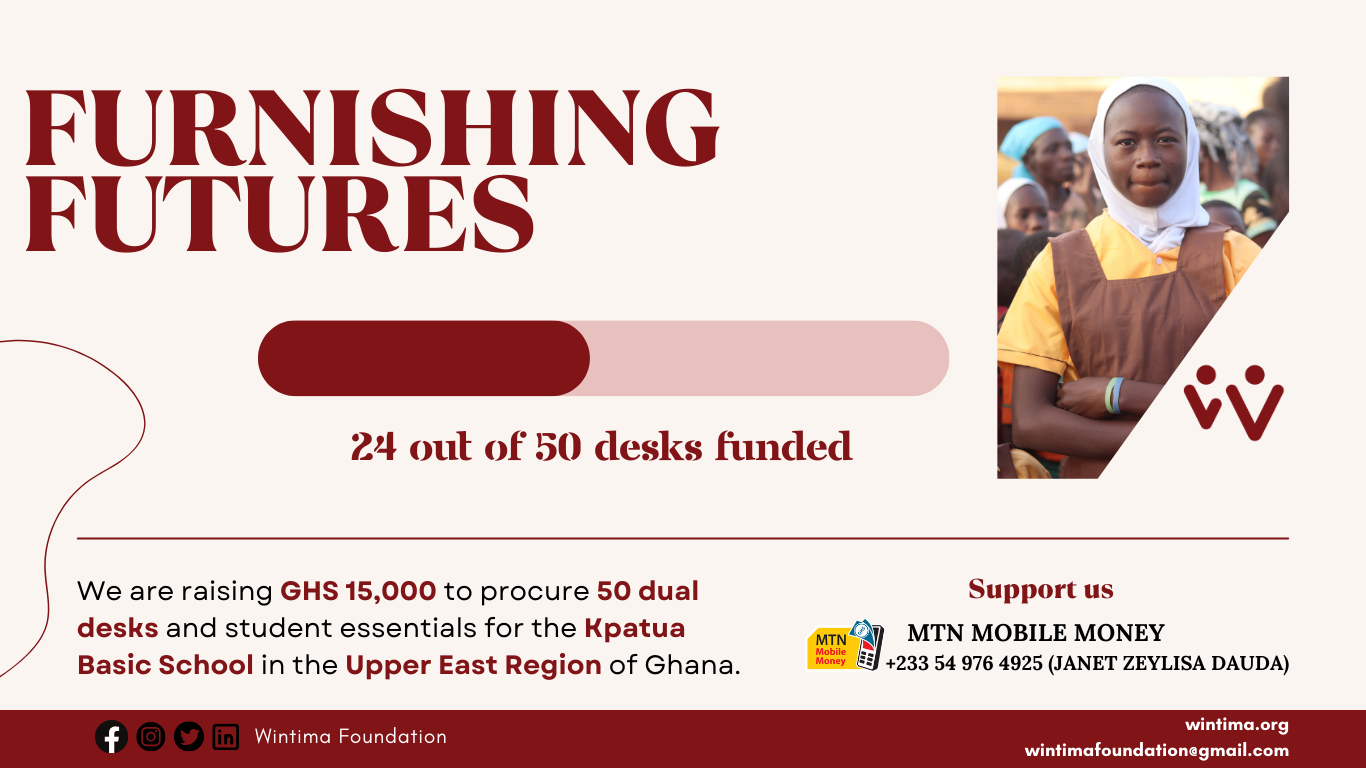 FURNISHING
FUTURES
24 out of 50 desks funded
We are raising GHS 15,000 to procure 50 dual
desks and student essentials for the Kpatua
Basic School in the Upper East Region of Ghana.
Support us
MTN
Mobile
Money
MTN MOBILE MONEY
+233 54 976 4925 (JANET ZEYLISA DAUDA)
Wintima Foundation
wintima.org
wintimafoundation@gmail.com